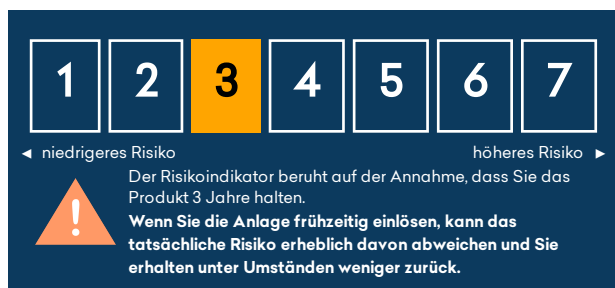 1 2 3 4 5 6 7
◄ niedrigeres Risiko höheres Risiko ►
Der Risikoindikator beruht auf der Annahme, dass Sie das
Produkt 3 Jahre halten.
Wenn Sie die Anlage frühzeitig einlösen, kann das
tatsächliche Risiko erheblich davon abweichen und Sie
erhalten unter Umständen weniger zurück.
!